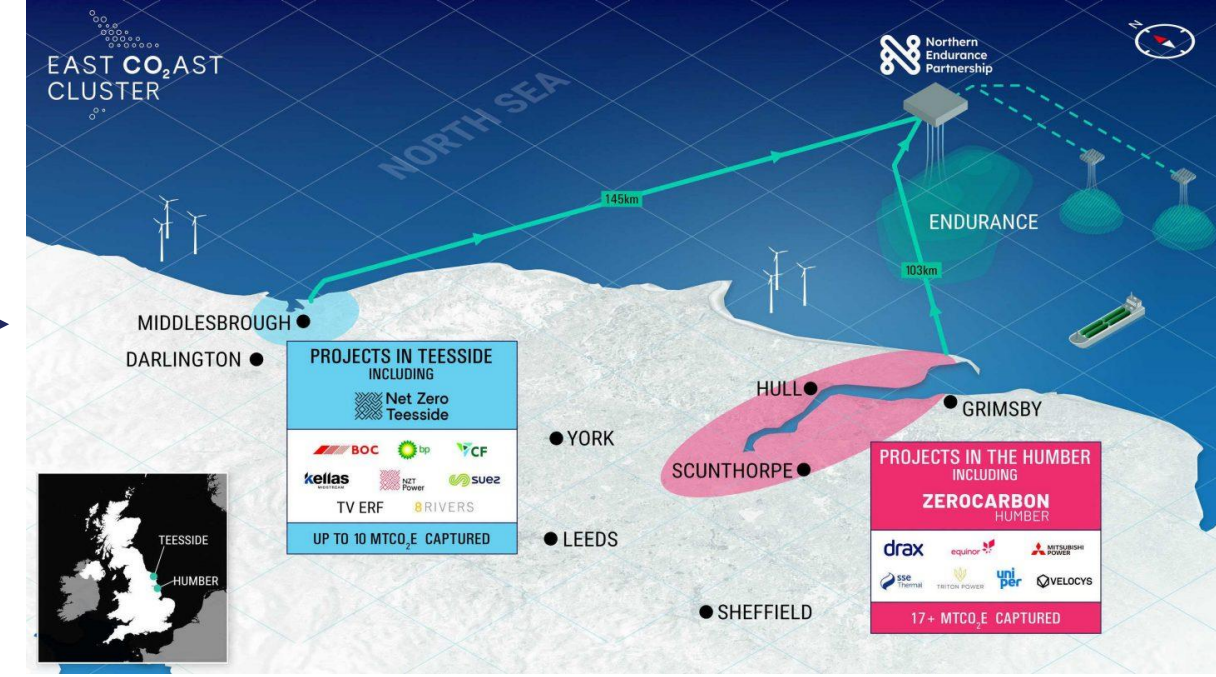 EAST CO₂AST
CLUSTER
NORTH SEA
Northern
Endurance
Partnership
N
145km
ENDURANCE
103km
MIDDLESBROUGH
DARLINGTON
PROJECTS IN TEESSIDE
INCLUDING
Net Zero
Teesside
BOC
bp
CF
kellas
MIDSTREAM
NZT
Power
suez
TV ERF
8RIVERS
UP TO 10 MTCO₂E CAPTURED
HULL
GRIMSBY
YORK
SCUNTHORPE
LEEDS
SHEFFIELD
PROJECTS IN THE HUMBER
INCLUDING
ZEROCARBON
HUMBER
drax
equinor
MITSUBISHI
POWER
sse
Thermal
TRITON POWER
uni
per
VELOCYS
17+ MTCO₂E CAPTURED
TEESSIDE
HUMBER